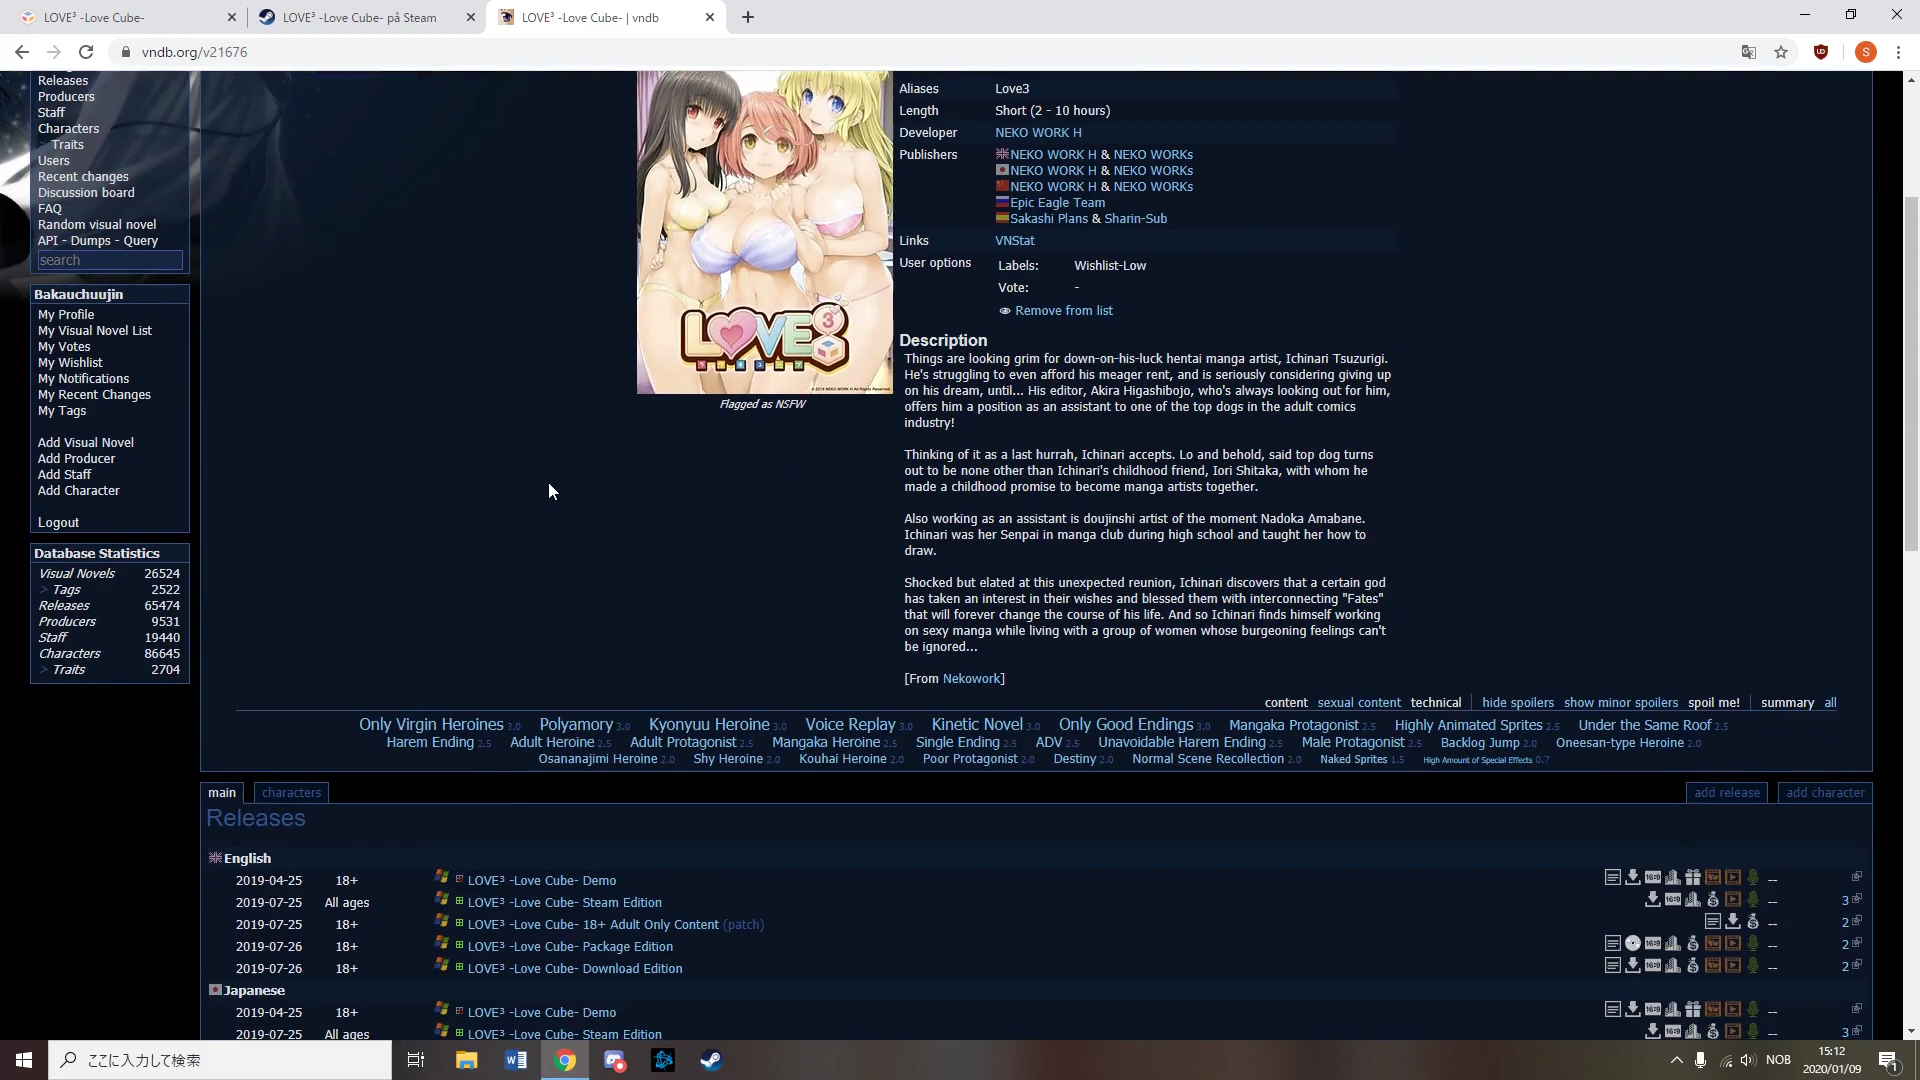 LOVE³ -Love Cube-
LOVE³ -Love Cube- på Steam
LOVE³ -Love Cube- | vndb
vndb.org/v21676
S
Releases
Producers
Staff
Characters
Traits
Users
Recent changes
Discussion board
FAQ
Random visual novel
API - Dumps - Query
search
Bakauchuujin
My Profile
My Visual Novel List
My Votes
My Wishlist
My Notifications
My Recent Changes
My Tags
Add Visual Novel
Add Producer
Add Staff
Add Character
Logout
Database Statistics
Visual Novels 26524
> Tags 2522
Releases 65474
Producers 9531
Staff 19440
Characters 86645
> Traits 2704
LOVE3
Flagged as NSFW
Aliases Love3
Length Short (2 - 10 hours)
Developer NEKO WORK H
Publishers NEKO WORK H & NEKO WORKs
NEKO WORK H & NEKO WORKs
NEKO WORK H & NEKO WORKs
Epic Eagle Team
Sakashi Plans & Sharin-Sub
Links VNStat
User options Labels: Wishlist-Low
Vote: -
Remove from list
Description
Things are looking grim for down-on-his-luck hentai manga artist, Ichinari Tsuzurigi.
He's struggling to even afford his meager rent, and is seriously considering giving up
on his dream, until... His editor, Akira Higashibojo, who's always looking out for him,
offers him a position as an assistant to one of the top dogs in the adult comics
industry!
Thinking of it as a last hurrah, Ichinari accepts. Lo and behold, said top dog turns
out to be none other than Ichinari's childhood friend, Iori Shitaka, with whom he
made a childhood promise to become manga artists together.
Also working as an assistant is doujinshi artist of the moment Nadoka Amabane.
Ichinari was her Senpai in manga club during high school and taught her how to
draw.
Shocked but elated at this unexpected reunion, Ichinari discovers that a certain god
has taken an interest in their wishes and blessed them with interconnecting "Fates"
that will forever change the course of his life. And so Ichinari finds himself working
on sexy manga while living with a group of women whose burgeoning feelings can't
be ignored...
[From Nekowork]
content sexual content technical hide spoilers show minor spoilers spoil me! summary all
Only Virgin Heroines 3.0 Polyamory 3.0 Kyonyuu Heroine 3.0 Voice Replay 3.0 Kinetic Novel 3.0 Only Good Endings 3.0 Mangaka Protagonist 2.5 Highly Animated Sprites 2.5 Under the Same Roof 2.5
Harem Ending 2.5 Adult Heroine 2.5 Adult Protagonist 2.5 Mangaka Heroine 2.5 Single Ending 2.5 ADV 2.5 Unavoidable Harem Ending 2.5 Male Protagonist 2.5 Backlog Jump 2.0 Oneesan-type Heroine 2.0
Osananajimi Heroine 2.0 Shy Heroine 2.0 Kouhai Heroine 2.0 Poor Protagonist 2.0 Destiny 2.0 Normal Scene Recollection 2.0 Naked Sprites 1.5 High Amount of Special Effects 0.7
main characters add release add character
Releases
English
2019-04-25 18+ LOVE³ -Love Cube- Demo 16:9 --
2019-07-25 All ages LOVE³ -Love Cube- Steam Edition 16:9 -- 3
2019-07-25 18+ LOVE³ -Love Cube- 18+ Adult Only Content (patch) -- 2
2019-07-26 18+ LOVE³ -Love Cube- Package Edition 16:9 -- 2
2019-07-26 18+ LOVE³ -Love Cube- Download Edition 16:9 -- 2
Japanese
2019-04-25 18+ LOVE³ -Love Cube- Demo 16:9 --
2019-07-25 All ages LOVE³ -Love Cube- Steam Edition 16:9 -- 3
ここに入力して検索
NOB
15:12
2020/01/09
1